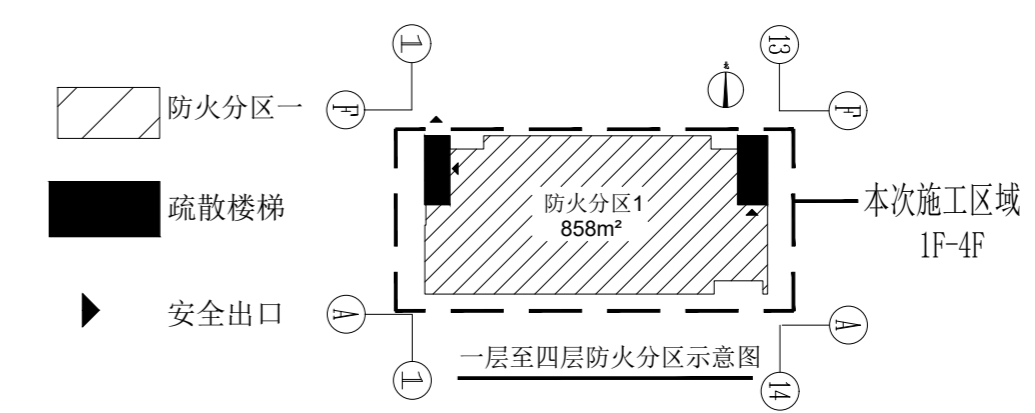 1
13
北
防火分区一
F
F
疏散楼梯
防火分区1
858m²
本次施工区域
1F-4F
安全出口
A
A
一层至四层防火分区示意图
1
14